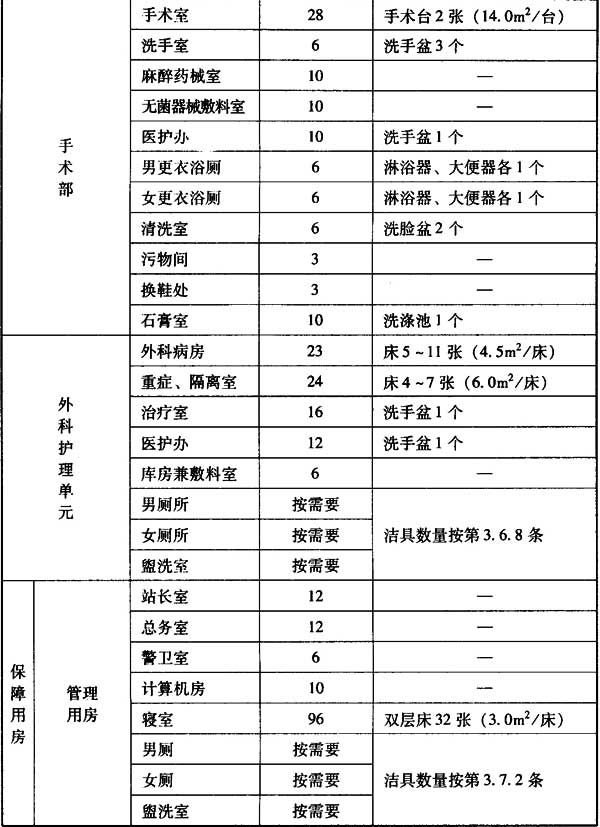 手术部
手术室 28 手术台2张（14.0m²/台）
洗手室 6 洗手盆3个
麻醉药械室 10 —
无菌器械敷料室 10 —
医护办 10 洗手盆1个
男更衣浴厕 6 淋浴器、大便器各1个
女更衣浴厕 6 淋浴器、大便器各1个
清洗室 6 洗脸盆2个
污物间 3 —
换鞋处 3 —
石膏室 10 洗涤池1个
外科护理单元
外科病房 23 床5~11张（4.5m²/床）
重症、隔离室 24 床4~7张（6.0m²/床）
治疗室 16 洗手盆1个
医护办 12 洗手盆1个
库房兼敷料室 6 —
男厕所 按需要
女厕所 按需要 洁具数量按第3.6.8条
盥洗室 按需要
保障用房
管理
用房
站长室 12 —
总务室 12 —
警卫室 6 —
计算机房 10 —
寝室 96 双层床32张（3.0m²/床）
男厕 按需要
女厕 按需要 洁具数量按第3.7.2条
盥洗室 按需要